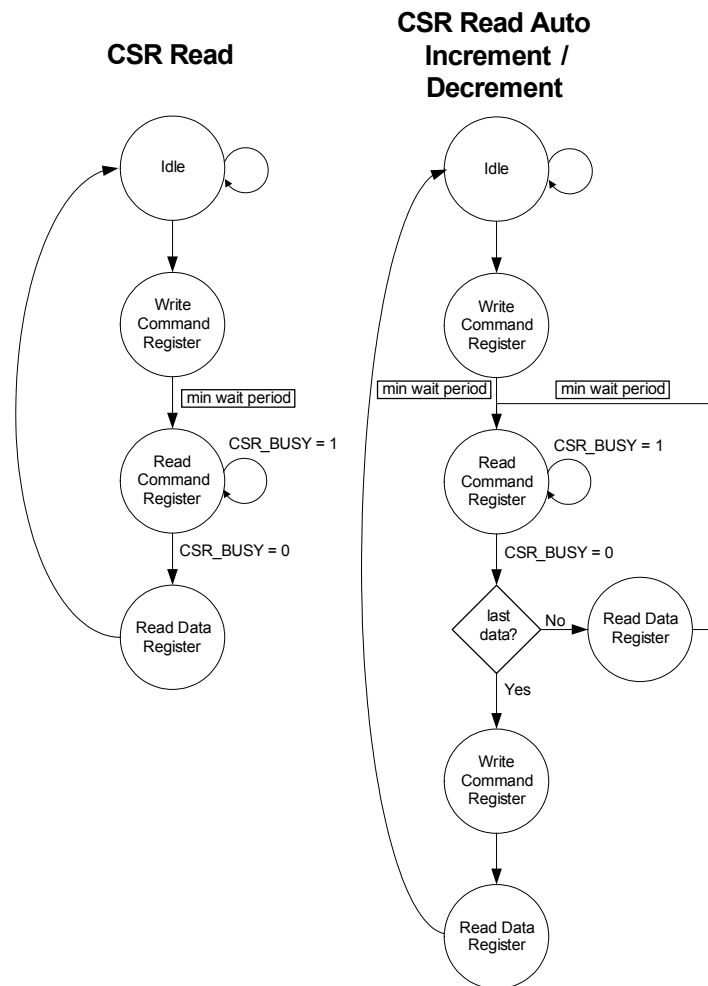 CSR Read
Idle
Write
Command
Register
min wait period
Read
Command
Register
CSR_BUSY = 1
CSR_BUSY = 0
Read Data
Register
CSR Read Auto
Increment /
Decrement
Idle
Write
Command
Register
min wait period
min wait period
Read
Command
Register
CSR_BUSY = 1
CSR_BUSY = 0
last
data?
No
Read Data
Register
Yes
Write
Command
Register
Read Data
Register